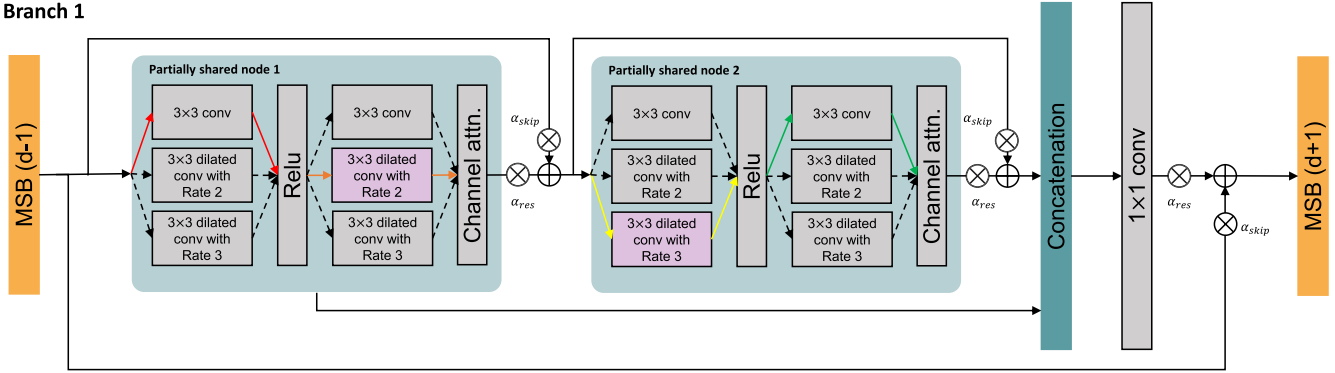 Branch 1
MSB (d-1)
Partially shared node 1
3×3 conv
3×3 dilated
conv with
Rate 2
3×3 dilated
conv with
Rate 3
Relu
3×3 conv
3×3 dilated
conv with
Rate 2
3×3 dilated
conv with
Rate 3
Channel attn.
α_skip
α_res
Partially shared node 2
3×3 conv
3×3 dilated
conv with
Rate 2
3×3 dilated
conv with
Rate 3
Relu
3×3 conv
3×3 dilated
conv with
Rate 2
3×3 dilated
conv with
Rate 3
Channel attn.
α_skip
α_res
Concatenation
1×1 conv
α_res
α_skip
MSB (d+1)